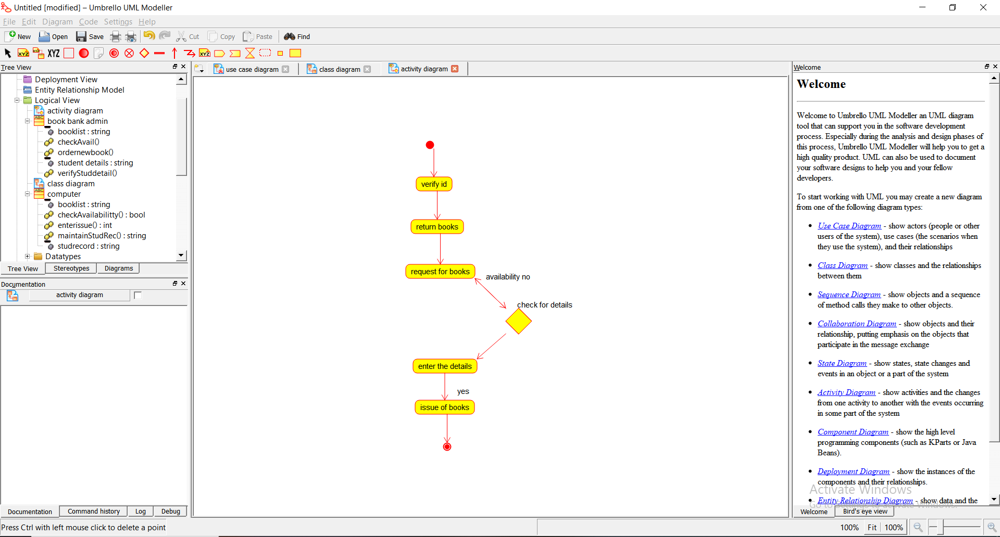 Untitled [modified] – Umbrello UML Modeller
File Edit Diagram Code Settings Help
New Open Save Cut Copy Paste Find
XYZ XYZ XYZ XYZ
Tree View
Deployment View
Entity Relationship Model
Logical View
activity diagram
ABC
book bank admin
booklist : string
checkAvail()
ordernewbook()
student details : string
verifyStuddetail()
class diagram
ABC
computer
booklist : string
checkAvailabilitty() : bool
enterissue() : int
maintainStudRec() : string
studrecord : string
Datatypes
Tree View Stereotypes Diagrams
Documentation
activity diagram
Documentation Command history Log Debug
Press Ctrl with left mouse click to delete a point
use case diagram class diagram activity diagram
verify id
return books
request for books
availability no
check for details
enter the details
yes
issue of books
Welcome
Welcome
Welcome to Umbrello UML Modeller an UML diagram
tool that can support you in the software development
process. Especially during the analysis and design phases of
this process, Umbrello UML Modeller will help you to get a
high quality product. UML can also be used to document
your software designs to help you and your fellow
developers.
To start working with UML you may create a new diagram
from one of the following diagram types:
Use Case Diagram - show actors (people or other
users of the system), use cases (the scenarios when
they use the system), and their relationships
Class Diagram - show classes and the relationships
between them
Sequence Diagram - show objects and a sequence
of method calls they make to other objects.
Collaboration Diagram - show objects and their
relationship, putting emphasis on the objects that
participate in the message exchange
State Diagram - show states, state changes and
events in an object or a part of the system
Activity Diagram - show activities and the changes
from one activity to another with the events occurring
in some part of the system
Component Diagram - show the high level
programming components (such as KParts or Java
Beans).
Deployment Diagram - show the instances of the
components and their relationships.
Activate Windows
Entity-Relationship Diagram - show data and the
Go to Settings to activate Windows.
Welcome Bird's eye view
100% Fit 100%